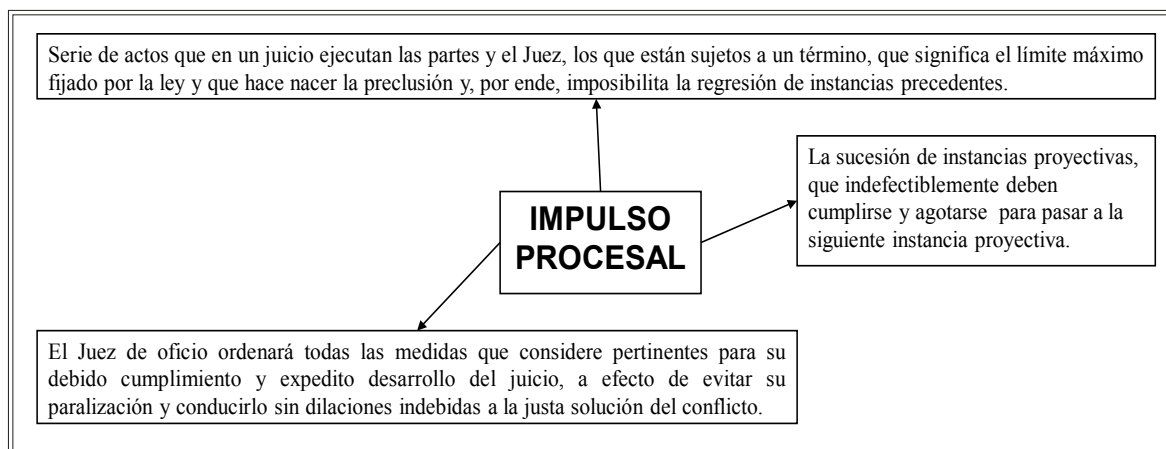 Serie de actos que en un juicio ejecutan las partes y el Juez, los que están sujetos a un término, que significa el límite máximo
fijado por la ley y que hace nacer la preclusión y, por ende, imposibilita la regresión de instancias precedentes.
La sucesión de instancias proyectivas,
que indefectiblemente deben
cumplirse y agotarse para pasar a la
siguiente instancia proyectiva.
IMPULSO
PROCESAL
El Juez de oficio ordenará todas las medidas que considere pertinentes para su
debido cumplimiento y expedito desarrollo del juicio, a efecto de evitar su
paralización y conducirlo sin dilaciones indebidas a la justa solución del conflicto.